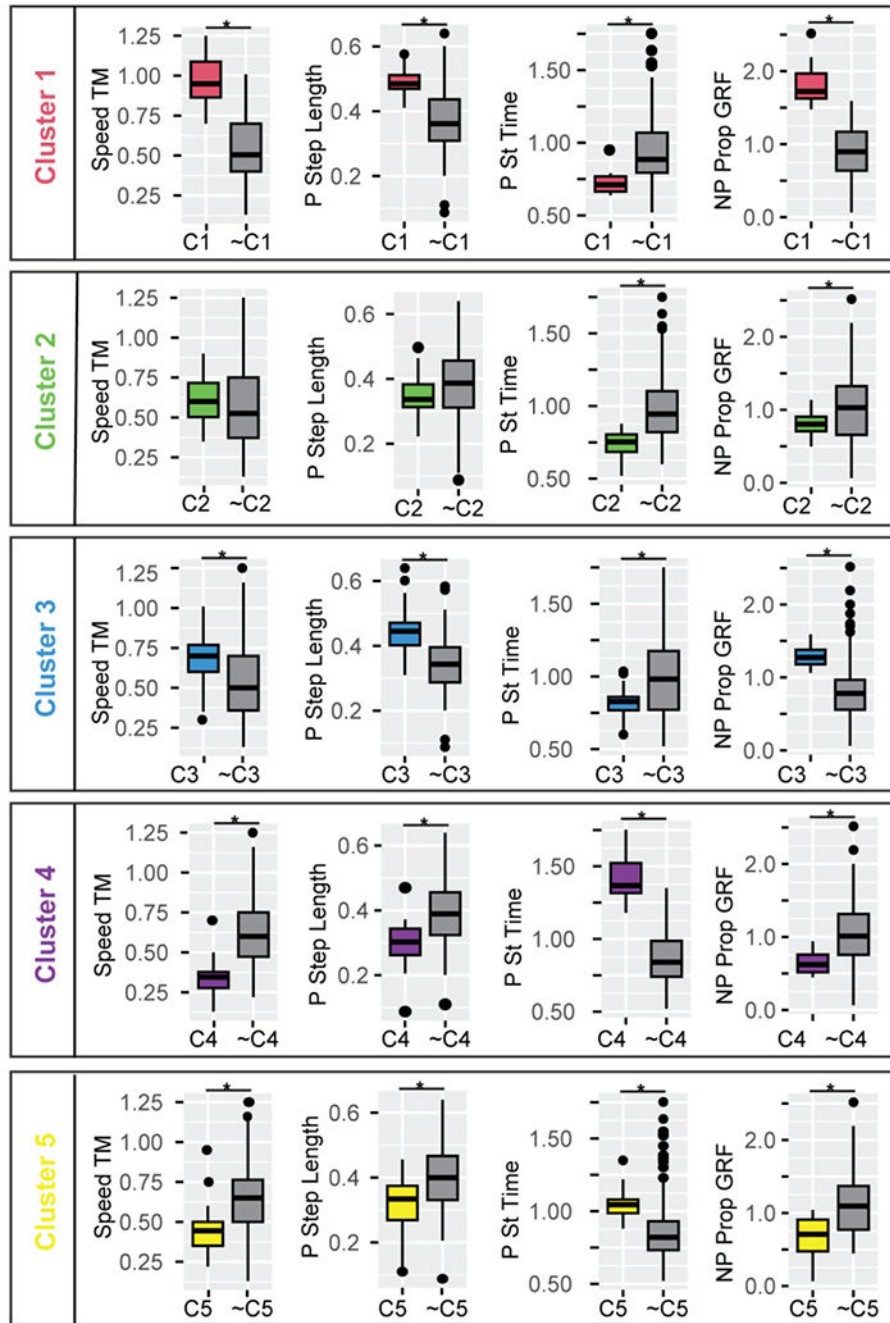 Cluster 1
Speed TM
1.25
1.00
0.75
0.50
0.25
*
C1 ~C1
P Step Length
0.6
0.4
0.2
*
C1 ~C1
P St Time
1.50
1.00
0.50
*
C1 ~C1
NP Prop GRF
2.0
1.0
0.0
*
C1 ~C1
Cluster 2
Speed TM
1.25
1.00
0.75
0.50
0.25
C2 ~C2
P Step Length
0.6
0.4
0.2
C2 ~C2
P St Time
1.50
1.00
0.50
*
C2 ~C2
NP Prop GRF
2.0
1.0
0.0
*
C2 ~C2
Cluster 3
Speed TM
1.25
1.00
0.75
0.50
0.25
*
C3 ~C3
P Step Length
0.6
0.4
0.2
*
C3 ~C3
P St Time
1.50
1.00
0.50
*
C3 ~C3
NP Prop GRF
2.0
1.0
0.0
*
C3 ~C3
Cluster 4
Speed TM
1.25
1.00
0.75
0.50
0.25
*
C4 ~C4
P Step Length
0.6
0.4
0.2
*
C4 ~C4
P St Time
1.50
1.00
0.50
*
C4 ~C4
NP Prop GRF
2.0
1.0
0.0
*
C4 ~C4
Cluster 5
Speed TM
1.25
1.00
0.75
0.50
0.25
*
C5 ~C5
P Step Length
0.6
0.4
0.2
*
C5 ~C5
P St Time
1.50
1.00
0.50
*
C5 ~C5
NP Prop GRF
2.0
1.0
0.0
*
C5 ~C5